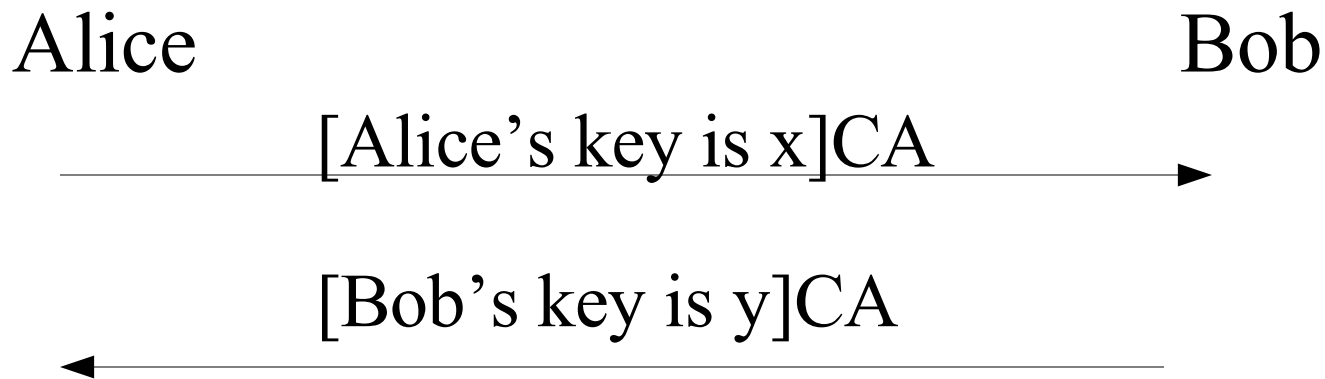 Alice Bob
[Alice’s key is x]CA
[Bob’s key is y]CA